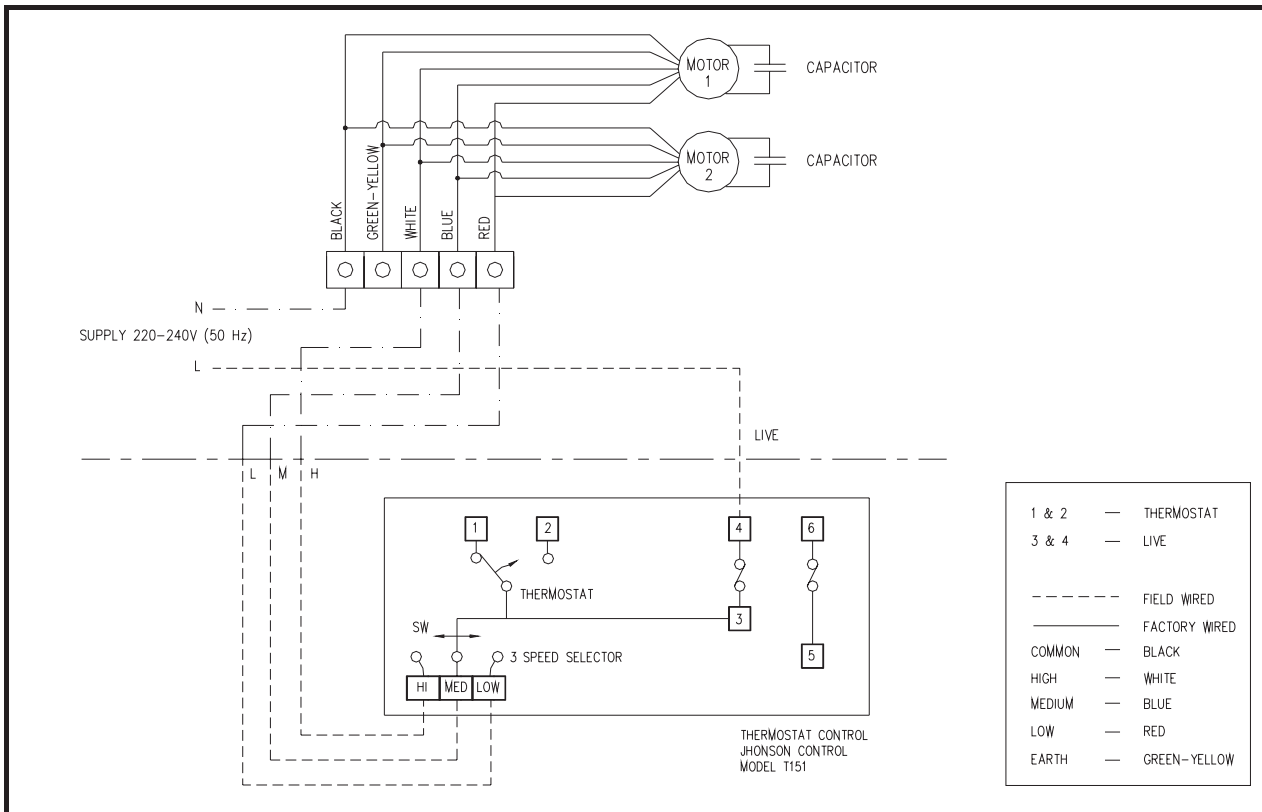 MOTOR
1
CAPACITOR
MOTOR
2
CAPACITOR
BLACK
GREEN-YELLOW
WHITE
BLUE
RED
N
SUPPLY 220-240V (50 Hz)
L
LIVE
L M H
1 2 4 6
THERMOSTAT
3
SW
3 SPEED SELECTOR
5
HI MED LOW
THERMOSTAT CONTROL
JHONSON CONTROL
MODEL T151
1 & 2 — THERMOSTAT
3 & 4 — LIVE
FIELD WIRED
FACTORY WIRED
COMMON — BLACK
HIGH — WHITE
MEDIUM — BLUE
LOW — RED
EARTH — GREEN-YELLOW